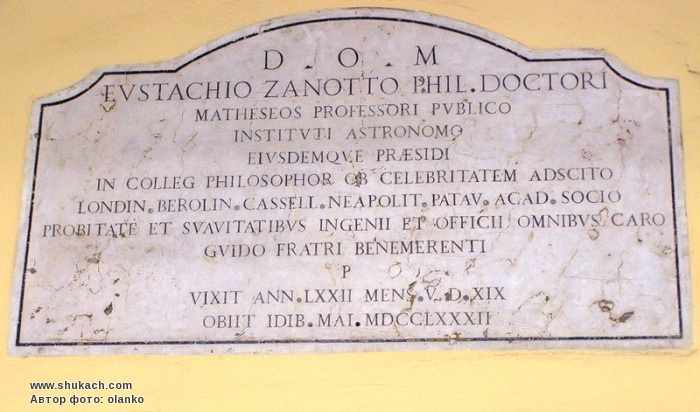 D . O . M
EVSTACHIO ZANOTTO PHIL . DOCTORI
MATHESEOS PROFESSORI PVBLICO
INSTITVTI ASTRONOMO
EIVSDEMQVE PRÆSIDI
IN COLLEG PHILOSOPHOR OB CELEBRITATEM ADSCITO
LONDIN . BEROLIN . CASSELL . NEAPOLIT . PATAV . ACAD . SOCIO
PROBITATE ET SVAVITATIBVS INGENII ET OFFICII OMNIBVS CARO
GVIDO FRATRI BENEMERENTI
P
VIXIT ANN . LXXII MENS . V . D . XIX
OBIIT IDIB . MAI . MDCCLXXXII
www.shukach.com
Автор фото: olanko